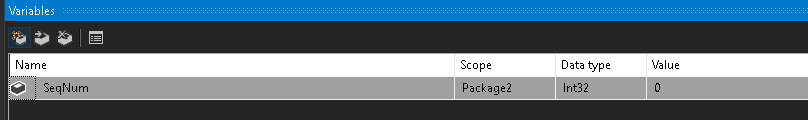 Variables
Name Scope Data type Value
SeqNum Package2 Int32 0